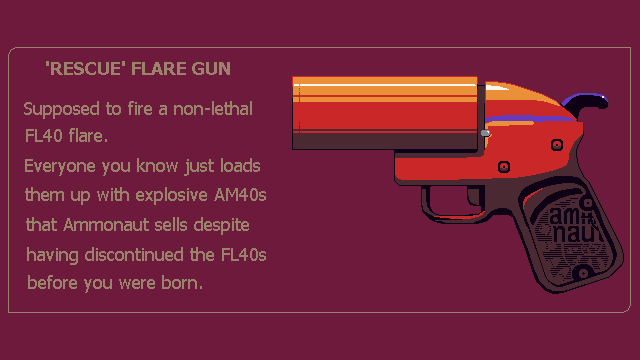 'RESCUE' FLARE GUN
Supposed to fire a non-lethal
FL40 flare.
Everyone you know just loads
them up with explosive AM40s
that Ammonaut sells despite
having discontinued the FL40s
before you were born.
am
naut